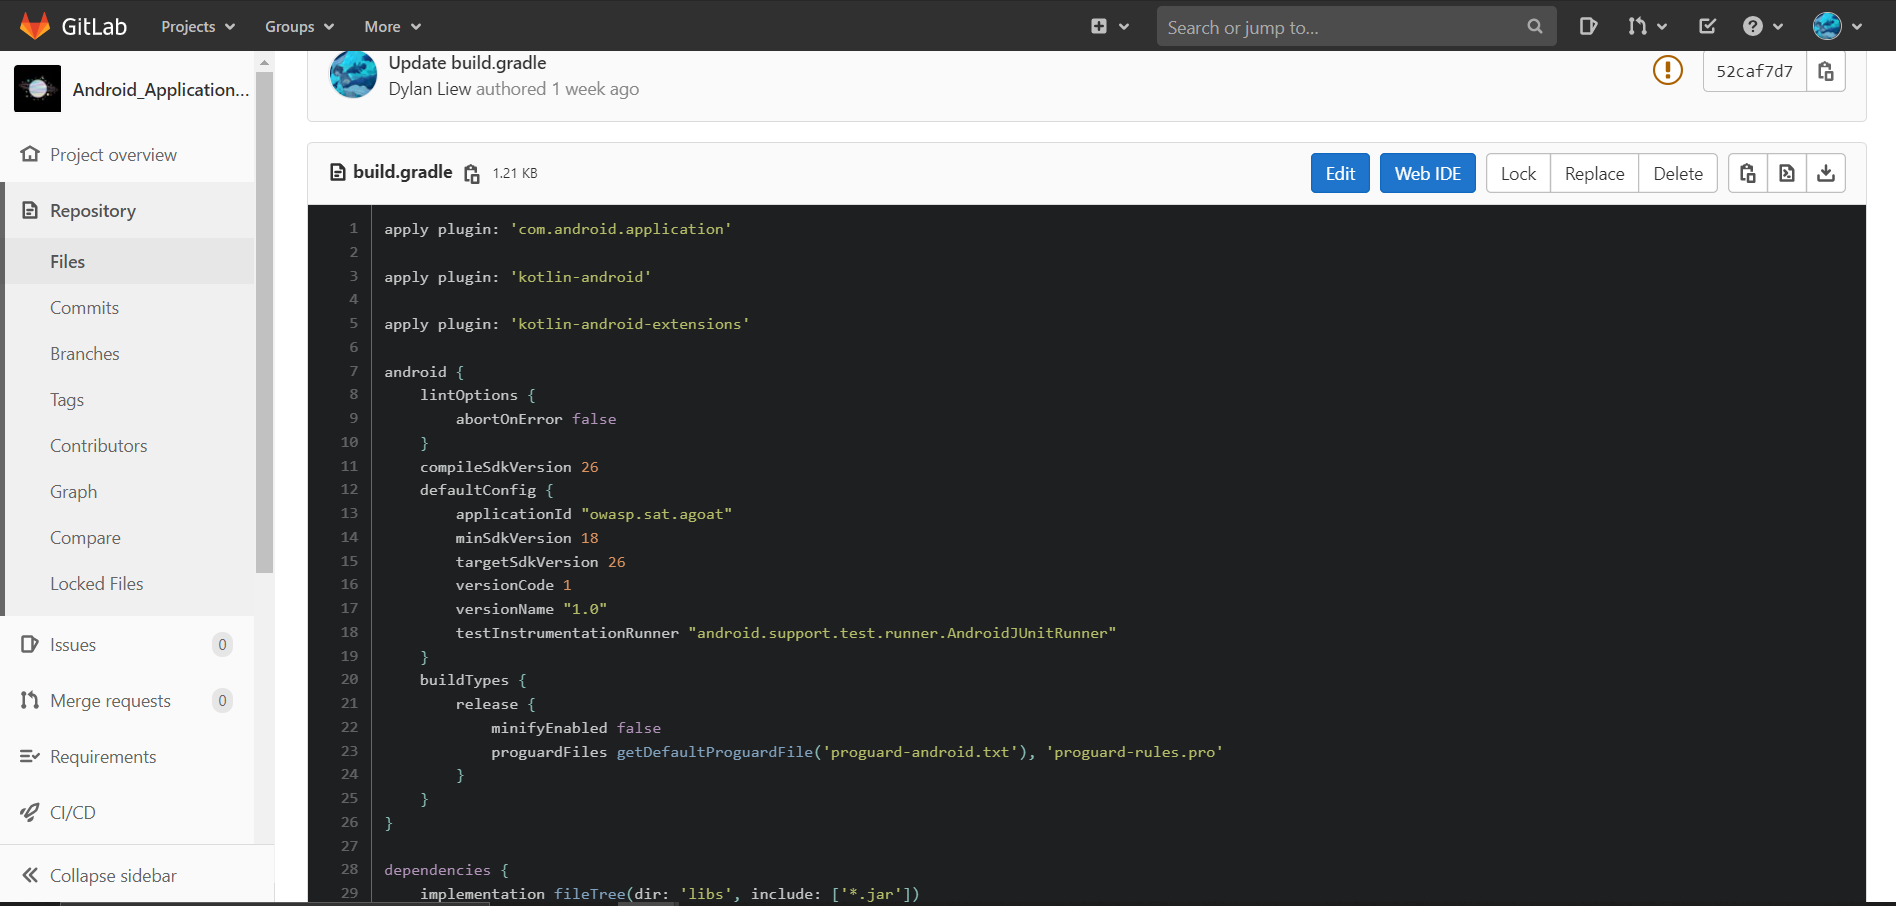 GitLab Projects Groups More Search or jump to...
Android_Application...
Project overview
Repository
Files
Commits
Branches
Tags
Contributors
Graph
Compare
Locked Files
Issues 0
Merge requests 0
Requirements
CI/CD
Collapse sidebar
Update build.gradle
Dylan Liew authored 1 week ago
52caf7d7
build.gradle 1.21 KB
Edit Web IDE Lock Replace Delete
1 apply plugin: 'com.android.application'
2
3 apply plugin: 'kotlin-android'
4
5 apply plugin: 'kotlin-android-extensions'
6
7 android {
8 lintOptions {
9 abortOnError false
10 }
11 compileSdkVersion 26
12 defaultConfig {
13 applicationId "owasp.sat.agoat"
14 minSdkVersion 18
15 targetSdkVersion 26
16 versionCode 1
17 versionName "1.0"
18 testInstrumentationRunner "android.support.test.runner.AndroidJUnitRunner"
19 }
20 buildTypes {
21 release {
22 minifyEnabled false
23 proguardFiles getDefaultProguardFile('proguard-android.txt'), 'proguard-rules.pro'
24 }
25 }
26 }
27
28 dependencies {
29 implementation fileTree(dir: 'libs', include: ['*.jar'])